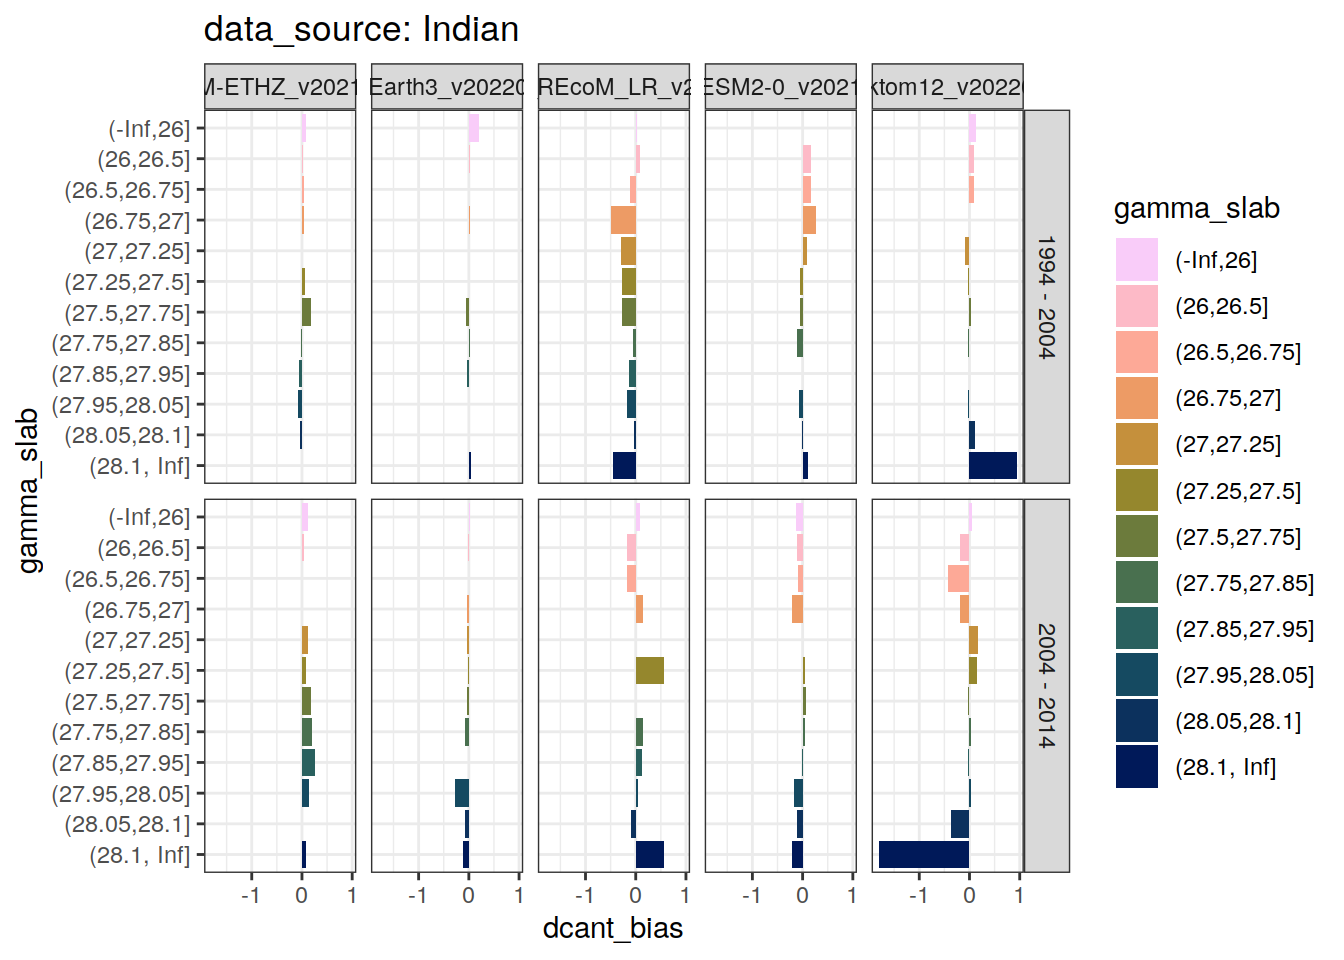 data_source: Indian
M-ETHZ_v2021
Earth3_v20220
REcoM_LR_v2
ESM2-0_v2021
ktom12_v2022
gamma_slab
(-Inf,26]
(26,26.5]
(26.5,26.75]
(26.75,27]
(27,27.25]
(27.25,27.5]
(27.5,27.75]
(27.75,27.85]
(27.85,27.95]
(27.95,28.05]
(28.05,28.1]
(28.1, Inf]
1994 - 2004
(-Inf,26]
(26,26.5]
(26.5,26.75]
(26.75,27]
(27,27.25]
(27.25,27.5]
(27.5,27.75]
(27.75,27.85]
(27.85,27.95]
(27.95,28.05]
(28.05,28.1]
(28.1, Inf]
2004 - 2014
-1 0 1
-1 0 1
-1 0 1
-1 0 1
-1 0 1
dcant_bias
gamma_slab
(-Inf,26]
(26,26.5]
(26.5,26.75]
(26.75,27]
(27,27.25]
(27.25,27.5]
(27.5,27.75]
(27.75,27.85]
(27.85,27.95]
(27.95,28.05]
(28.05,28.1]
(28.1, Inf]